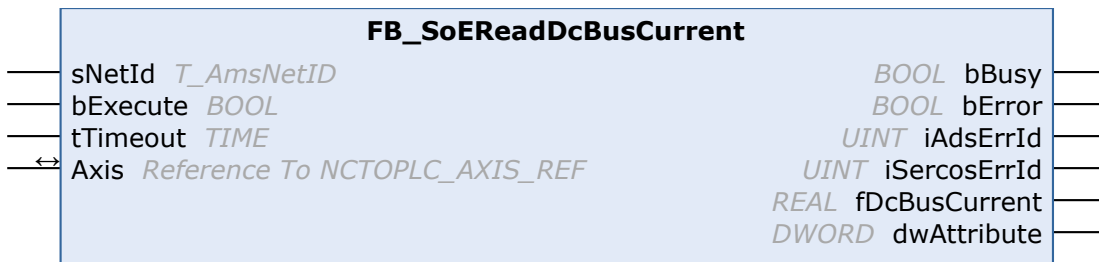 FB_SoEReadDcBusCurrent
sNetId T_AmsNetID BOOL bBusy
bExecute BOOL BOOL bError
tTimeout TIME UINT iAdsErrId
↔ Axis Reference To NCTOPLC_AXIS_REF UINT iSercosErrId
REAL fDcBusCurrent
DWORD dwAttribute